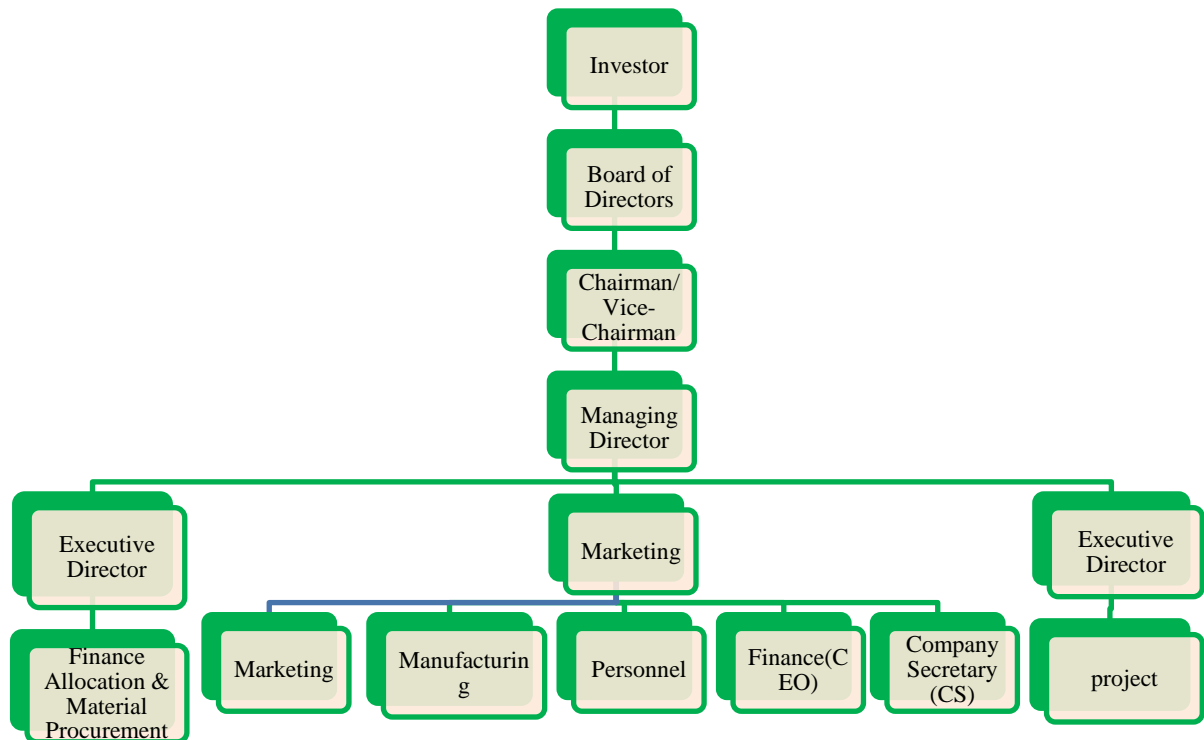 Investor
Board of
Directors
Chairman/
Vice-
Chairman
Managing
Director
Executive
Director
Marketing
Executive
Director
Finance
Allocation &
Material
Procurement
Marketing
Manufacturin
g
Personnel
Finance(C
EO)
Company
Secretary
(CS)
project